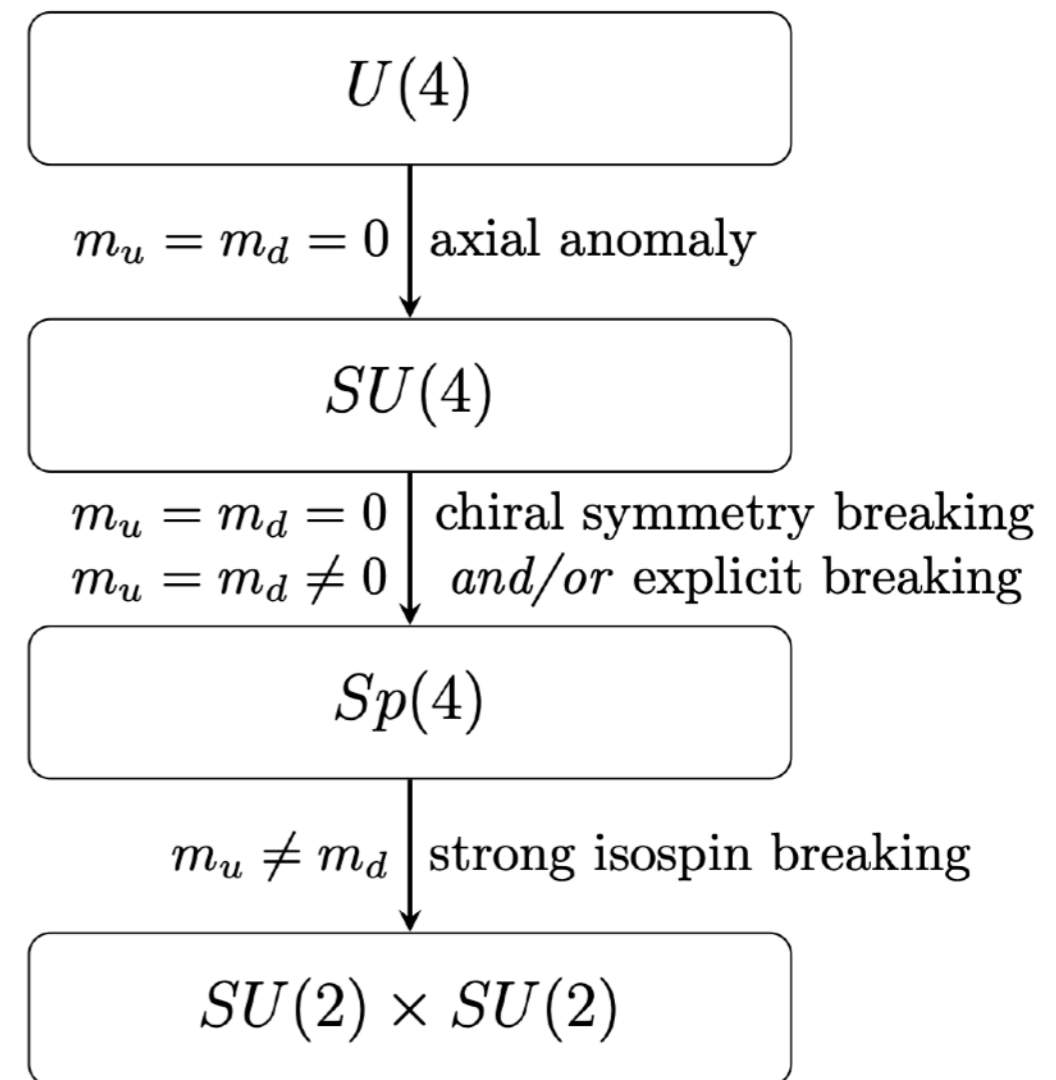 U(4)
m_u = m_d = 0 axial anomaly
SU(4)
m_u = m_d = 0 chiral symmetry breaking
m_u = m_d ≠ 0 and/or explicit breaking
Sp(4)
m_u ≠ m_d strong isospin breaking
SU(2) × SU(2)